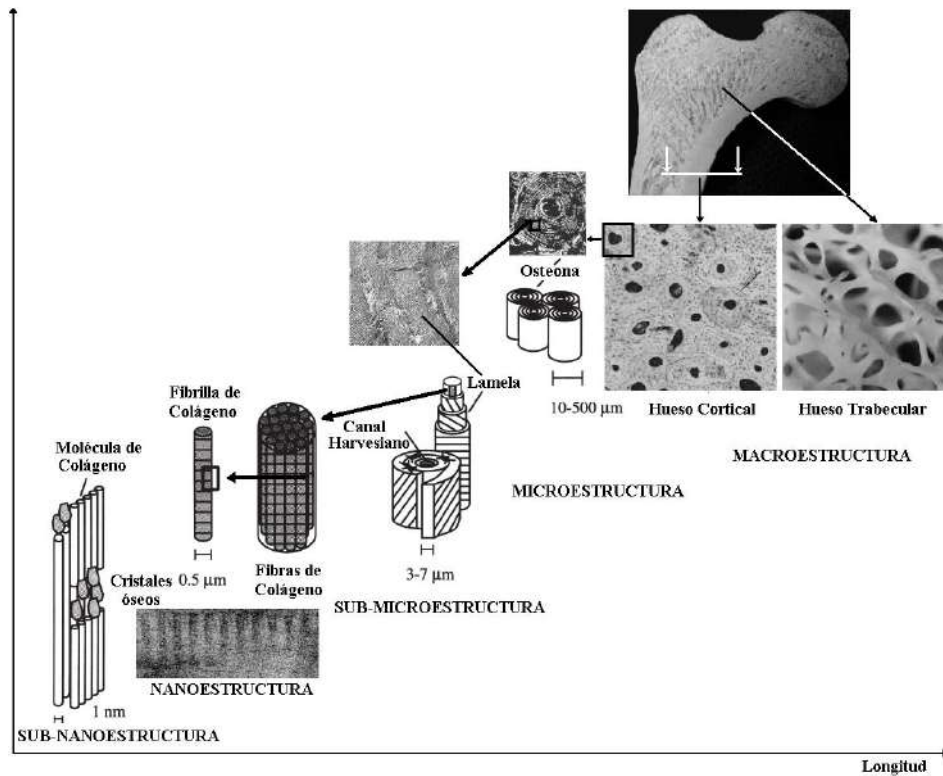 Osteona
10-500 μm
Hueso Cortical
Hueso Trabecular
MACROESTRUCTURA
Lamela
Canal
Harvesiano
MICROESTRUCTURA
3-7 μm
SUB-MICROESTRUCTURA
Fibrilla de
Colágeno
0.5 μm
Fibras de
Colágeno
NANOESTRUCTURA
Molécula de
Colágeno
Cristales
óseos
1 nm
SUB-NANOESTRUCTURA
Longitud